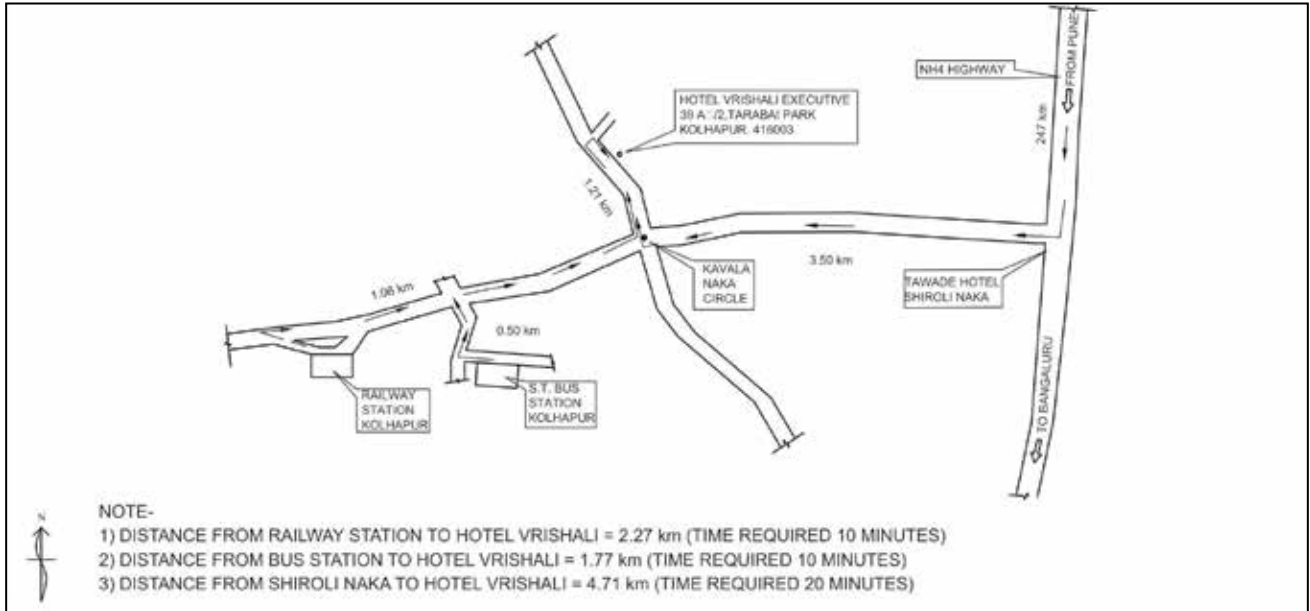 FROM PUNE
NH4 HIGHWAY
247 km
HOTEL VRISHALI EXECUTIVE
TARABAI PARK
KOLHAPUR. 416003
1.21 km
3.50 km
KAVALA
NAKA
CIRCLE
TAWADE HOTEL
SHIROLI NAKA
1.06 km
0.50 km
TO BANGALURU
RAILWAY
STATION
KOLHAPUR
S.T. BUS
STATION
KOLHAPUR
NOTE-
1) DISTANCE FROM RAILWAY STATION TO HOTEL VRISHALI = 2.27 km (TIME REQUIRED 10 MINUTES)
2) DISTANCE FROM BUS STATION TO HOTEL VRISHALI = 1.77 km (TIME REQUIRED 10 MINUTES)
3) DISTANCE FROM SHIROLI NAKA TO HOTEL VRISHALI = 4.71 km (TIME REQUIRED 20 MINUTES)